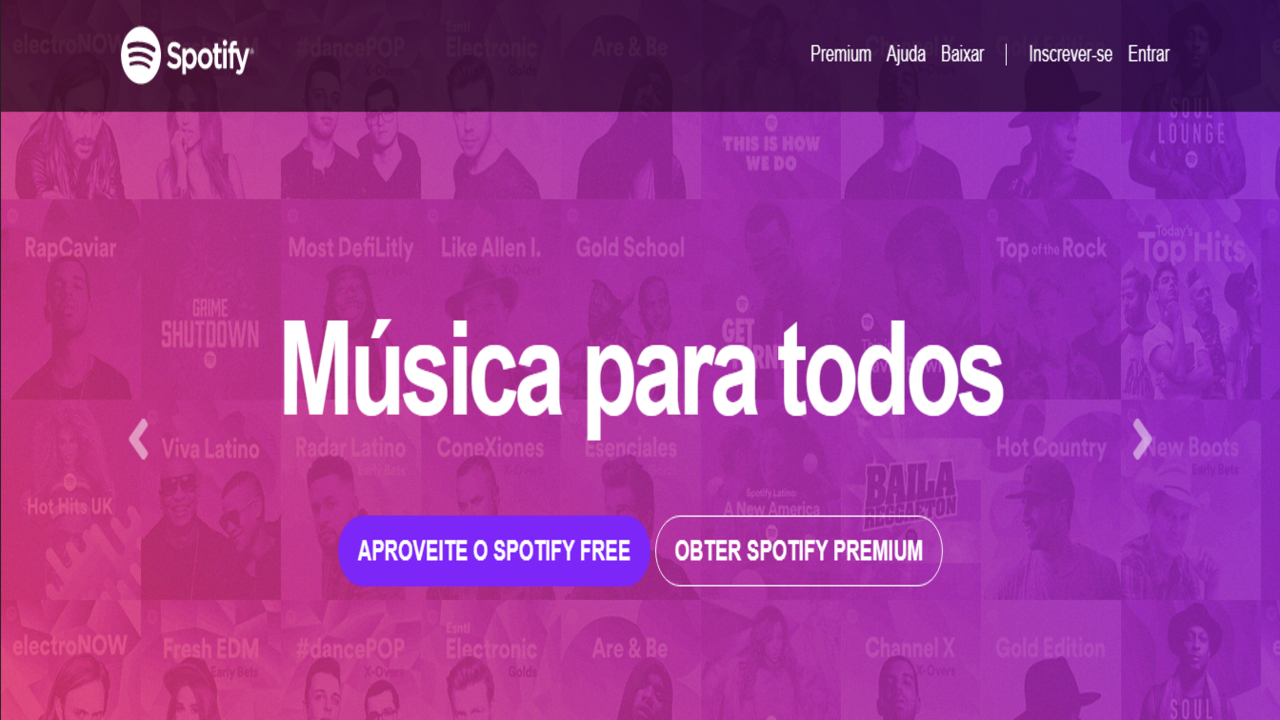 electroNOW
#dancePOP
Esntl
Electronic
Golds
Are & Be
Spotify
Premium Ajuda Baixar | Inscrever-se Entrar
THIS IS HOW
WE DO
SOUL
LOUNGE
RapCaviar
Most DefiLitly
Like Allen I.
Gold School
Top of the Rock
Today's
Top Hits
GRIME
SHUTDOWN
GET
Música para todos
Viva Latino
Radar Latino
Early Bets
ConeXiones
Esenciales
Hot Country
New Boots
Early Bets
Hot Hits UK
Spotify Latino:
A New America
BAILA
REGGAETON
APROVEITE O SPOTIFY FREE
OBTER SPOTIFY PREMIUM
electroNOW
Fresh EDM
Early Bets
#dancePOP
X-Overs
Esntl
Electronic
Golds
Are & Be
Channel X
X-Overs
Gold Edition
SOUL